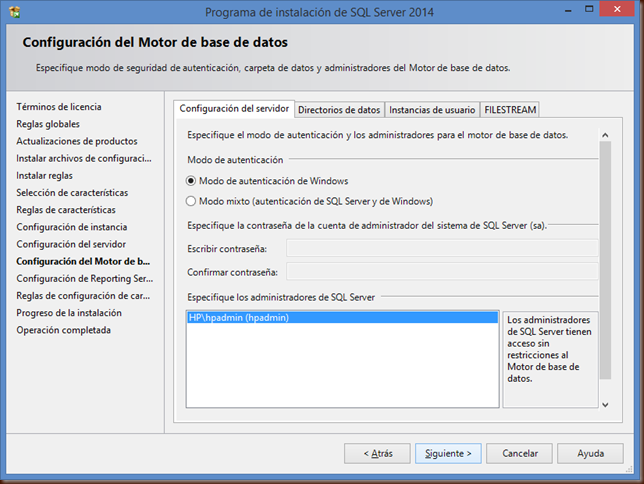 Programa de instalación de SQL Server 2014
Configuración del Motor de base de datos
Especifique modo de seguridad de autenticación, carpeta de datos y administradores del Motor de base de datos.
Términos de licencia
Reglas globales
Actualizaciones de productos
Instalar archivos de configuraci...
Instalar reglas
Selección de características
Reglas de características
Configuración de instancia
Configuración del servidor
Configuración del Motor de b...
Configuración de Reporting Ser...
Reglas de configuración de car...
Progreso de la instalación
Operación completada
Configuración del servidor
Directorios de datos
Instancias de usuario
FILESTREAM
Especifique el modo de autenticación y los administradores para el motor de base de datos.
Modo de autenticación
Modo de autenticación de Windows
Modo mixto (autenticación de SQL Server y de Windows)
Especifique la contraseña de la cuenta de administrador del sistema de SQL Server (sa).
Escribir contraseña:
Confirmar contraseña:
Especifique los administradores de SQL Server
HP\hpadmin (hpadmin)
Los administradores
de SQL Server tienen
acceso sin
restricciones al
Motor de base de
datos.
< Atrás
Siguiente >
Cancelar
Ayuda